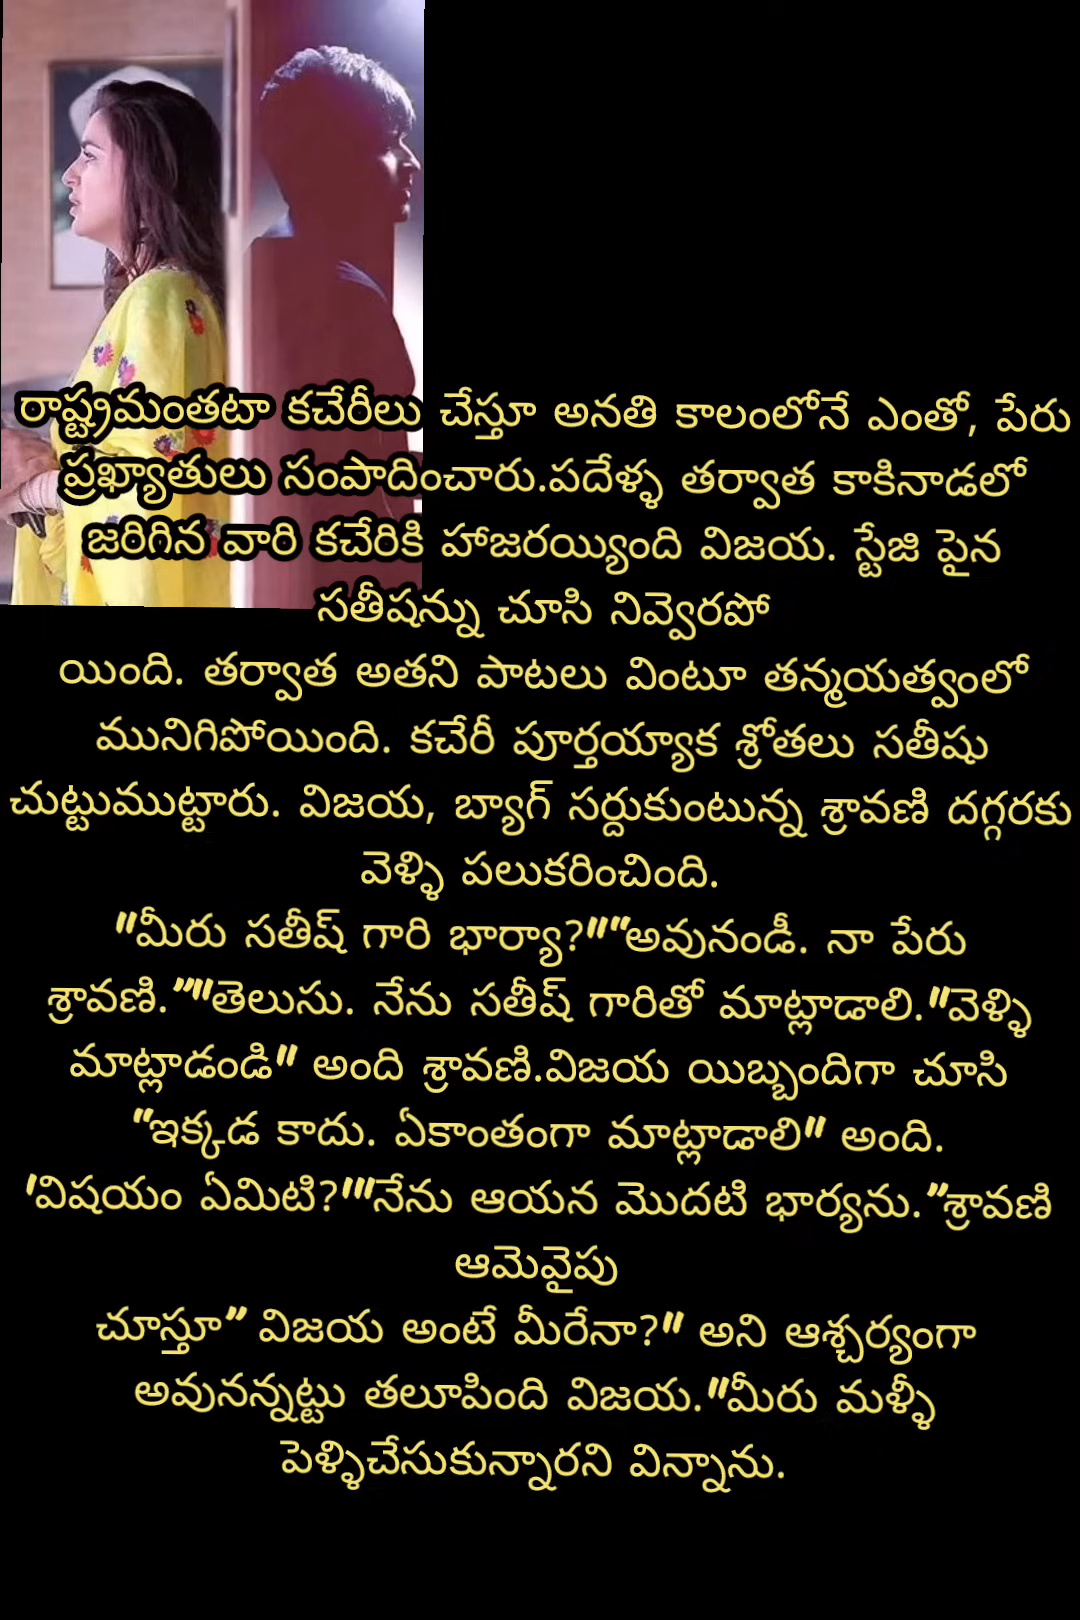 రాష్ట్రమంతటా కచేరీలు చేస్తూ అనతి కాలంలోనే ఎంతో, పేరు
ప్రఖ్యాతులు సంపాదించారు.పదేళ్ళ తర్వాత కాకినాడలో
జరిగిన వారి కచేరికి హాజరయ్యింది విజయ. స్టేజి పైన
సతీషన్ను చూసి నివ్వెరపో
యింది. తర్వాత అతని పాటలు వింటూ తన్మయత్వంలో
మునిగిపోయింది. కచేరీ పూర్తయ్యాక శ్రోతలు సతీషు
చుట్టుముట్టారు. విజయ, బ్యాగ్ సర్దుకుంటున్న శ్రావణి దగ్గరకు
వెళ్ళి పలుకరించింది.
"మీరు సతీష్ గారి భార్యా?""అవునండీ. నా పేరు
శ్రావణి.""తెలుసు. నేను సతీష్ గారితో మాట్లాడాలి."వెళ్ళి
మాట్లాడండి" అంది శ్రావణి.విజయ యిబ్బందిగా చూసి
"ఇక్కడ కాదు. ఏకాంతంగా మాట్లాడాలి" అంది.
'విషయం ఏమిటి?'"నేను ఆయన మొదటి భార్యను."శ్రావణి
ఆమెవైపు
చూస్తూ" విజయ అంటే మీరేనా?" అని ఆశ్చర్యంగా
అవునన్నట్టు తలూపింది విజయ."మీరు మళ్ళీ
పెళ్ళిచేసుకున్నారని విన్నాను.